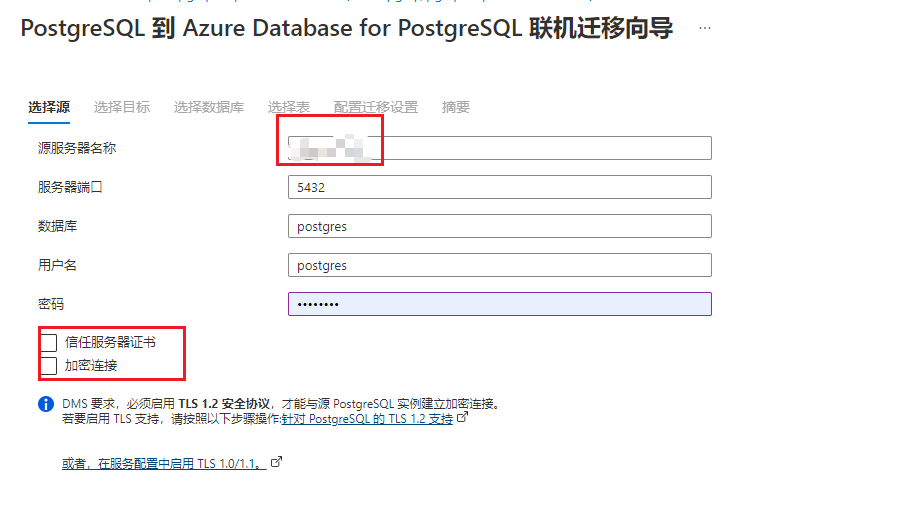 PostgreSQL 到 Azure Database for PostgreSQL 联机迁移向导 ...
选择源 选择目标 选择数据库 选择表 配置迁移设置 摘要
源服务器名称
服务器端口 5432
数据库 postgres
用户名 postgres
密码 ••••••••
信任服务器证书
加密连接
DMS 要求，必须启用 TLS 1.2 安全协议，才能与源 PostgreSQL 实例建立加密连接。
若要启用 TLS 支持，请按照以下步骤操作:针对 PostgreSQL 的 TLS 1.2 支持
或者，在服务配置中启用 TLS 1.0/1.1。